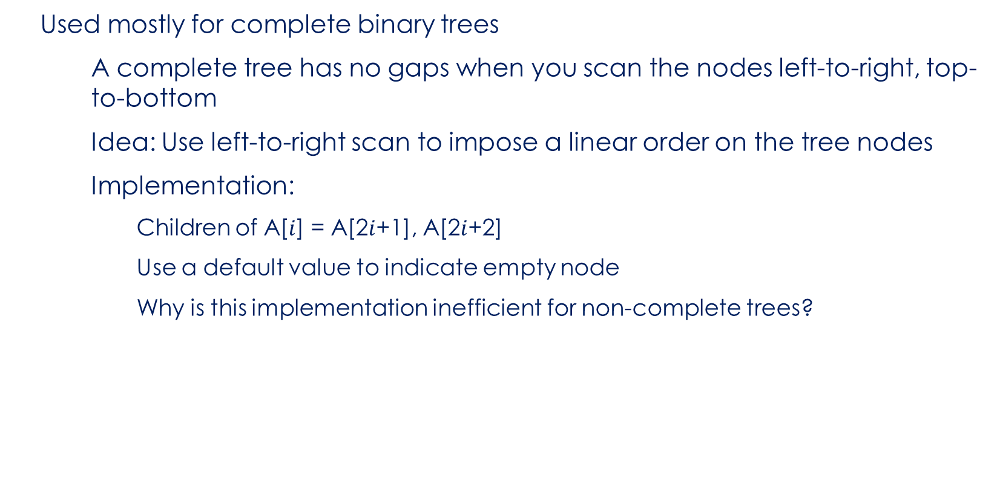 Used mostly for complete binary trees
A complete tree has no gaps when you scan the nodes left-to-right, top-
to-bottom
Idea: Use left-to-right scan to impose a linear order on the tree nodes
Implementation:
Children of A[i] = A[2i+1], A[2i+2]
Use a default value to indicate empty node
Why is this implementation inefficient for non-complete trees?